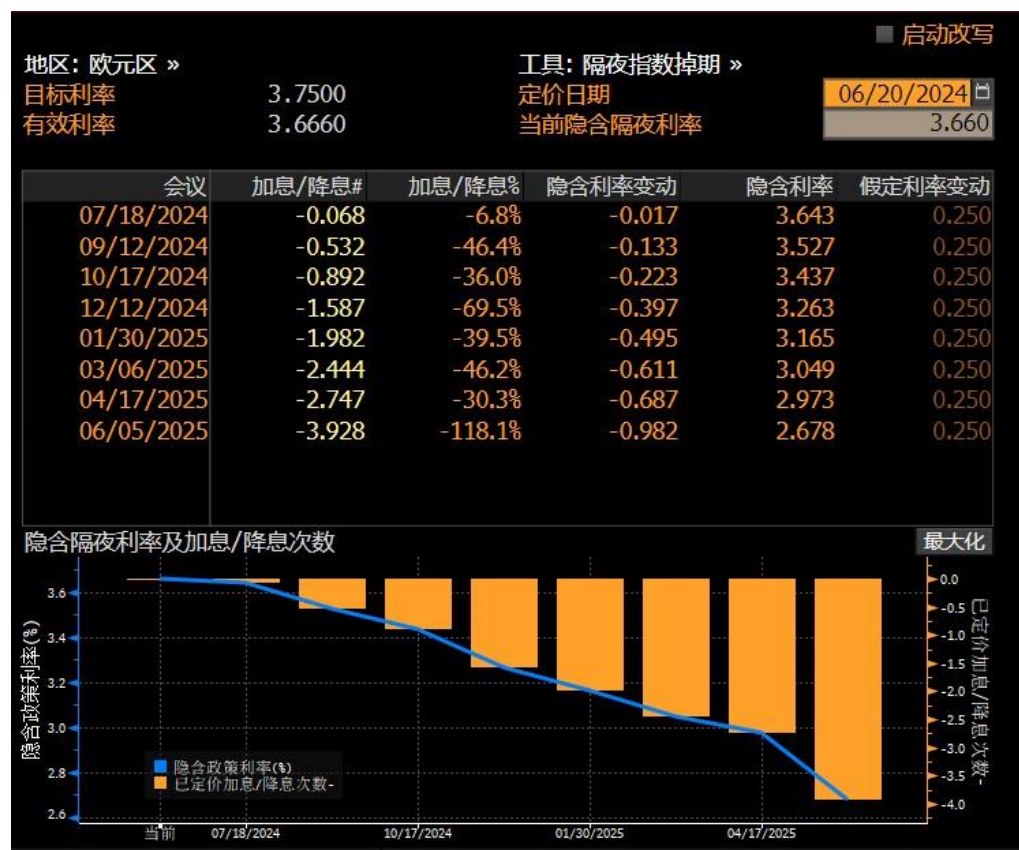 启动改写
地区: 欧元区 » 工具: 隔夜指数掉期 »
目标利率 3.7500 定价日期 06/20/2024
有效利率 3.6660 当前隐含隔夜利率 3.660
会议 加息/降息# 加息/降息% 隐含利率变动 隐含利率 假定利率变动
07/18/2024 -0.068 -6.8% -0.017 3.643 0.250
09/12/2024 -0.532 -46.4% -0.133 3.527 0.250
10/17/2024 -0.892 -36.0% -0.223 3.437 0.250
12/12/2024 -1.587 -69.5% -0.397 3.263 0.250
01/30/2025 -1.982 -39.5% -0.495 3.165 0.250
03/06/2025 -2.444 -46.2% -0.611 3.049 0.250
04/17/2025 -2.747 -30.3% -0.687 2.973 0.250
06/05/2025 -3.928 -118.1% -0.982 2.678 0.250
隐含隔夜利率及加息/降息次数 最大化
隐含政策利率(%)
3.6
3.4
3.2
3.0
2.8
2.6
隐含政策利率(%)
已定价加息/降息次数-
0.0
-0.5
-1.0
-1.5
-2.0
-2.5
-3.0
-3.5
-4.0
已定价加息/降息次数-
当前 07/18/2024 10/17/2024 01/30/2025 04/17/2025